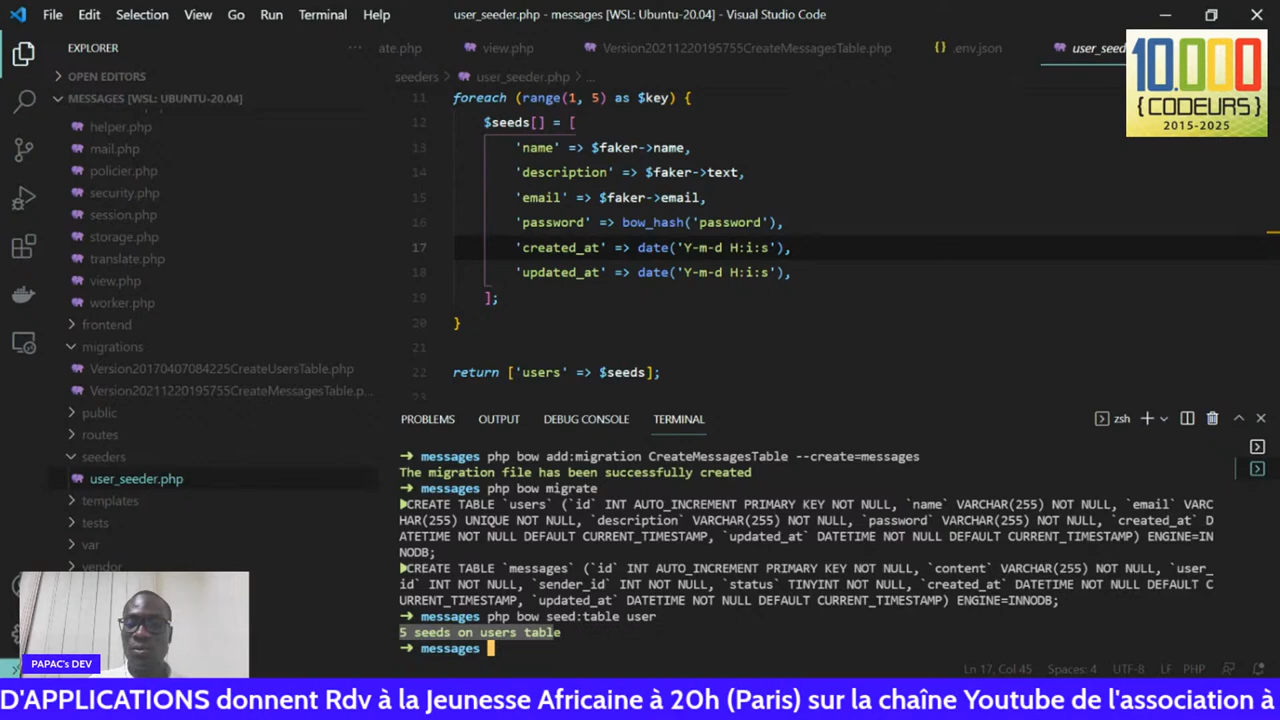 File Edit Selection View Go Run Terminal Help
user_seeder.php - messages [WSL: Ubuntu-20.04] - Visual Studio Code
EXPLORER
OPEN EDITORS
MESSAGES [WSL: UBUNTU-20.04]
helper.php
mail.php
policier.php
security.php
session.php
storage.php
translate.php
view.php
worker.php
frontend
migrations
Version20170407084225CreateUsersTable.php
Version20211220195755CreateMessagesTable.p...
public
routes
seeders
user_seeder.php
templates
tests
var
vendor
ate.php view.php Version20211220195755CreateMessagesTable.php {} .env.json user_seed
10.000
{CODEURS}
2015-2025
seeders > user_seeder.php > ...
11 foreach (range(1, 5) as $key) {
12 $seeds[] = [
13 'name' => $faker->name,
14 'description' => $faker->text,
15 'email' => $faker->email,
16 'password' => bow_hash('password'),
17 'created_at' => date('Y-m-d H:i:s'),
18 'updated_at' => date('Y-m-d H:i:s'),
19 ];
20 }
21
22 return ['users' => $seeds];
PROBLEMS OUTPUT DEBUG CONSOLE TERMINAL
zsh
➜ messages php bow add:migration CreateMessagesTable --create=messages
The migration file has been successfully created
➜ messages php bow migrate
CREATE TABLE `users` (`id` INT AUTO_INCREMENT PRIMARY KEY NOT NULL, `name` VARCHAR(255) NOT NULL, `email` VARC
HAR(255) UNIQUE NOT NULL, `description` VARCHAR(255) NOT NULL, `password` VARCHAR(255) NOT NULL, `created_at` D
ATETIME NOT NULL DEFAULT CURRENT_TIMESTAMP, `updated_at` DATETIME NOT NULL DEFAULT CURRENT_TIMESTAMP) ENGINE=IN
NODB;
CREATE TABLE `messages` (`id` INT AUTO_INCREMENT PRIMARY KEY NOT NULL, `content` VARCHAR(255) NOT NULL, `user_
id` INT NOT NULL, `sender_id` INT NOT NULL, `status` TINYINT NOT NULL, `created_at` DATETIME NOT NULL DEFAULT C
URRENT_TIMESTAMP, `updated_at` DATETIME NOT NULL DEFAULT CURRENT_TIMESTAMP) ENGINE=INNODB;
➜ messages php bow seed:table user
5 seeds on users table
➜ messages
Ln 17, Col 45 Spaces: 4 UTF-8 LF PHP
PAPAC's DEV
D'APPLICATIONS donnent Rdv à la Jeunesse Africaine à 20h (Paris) sur la chaîne Youtube de l'association à